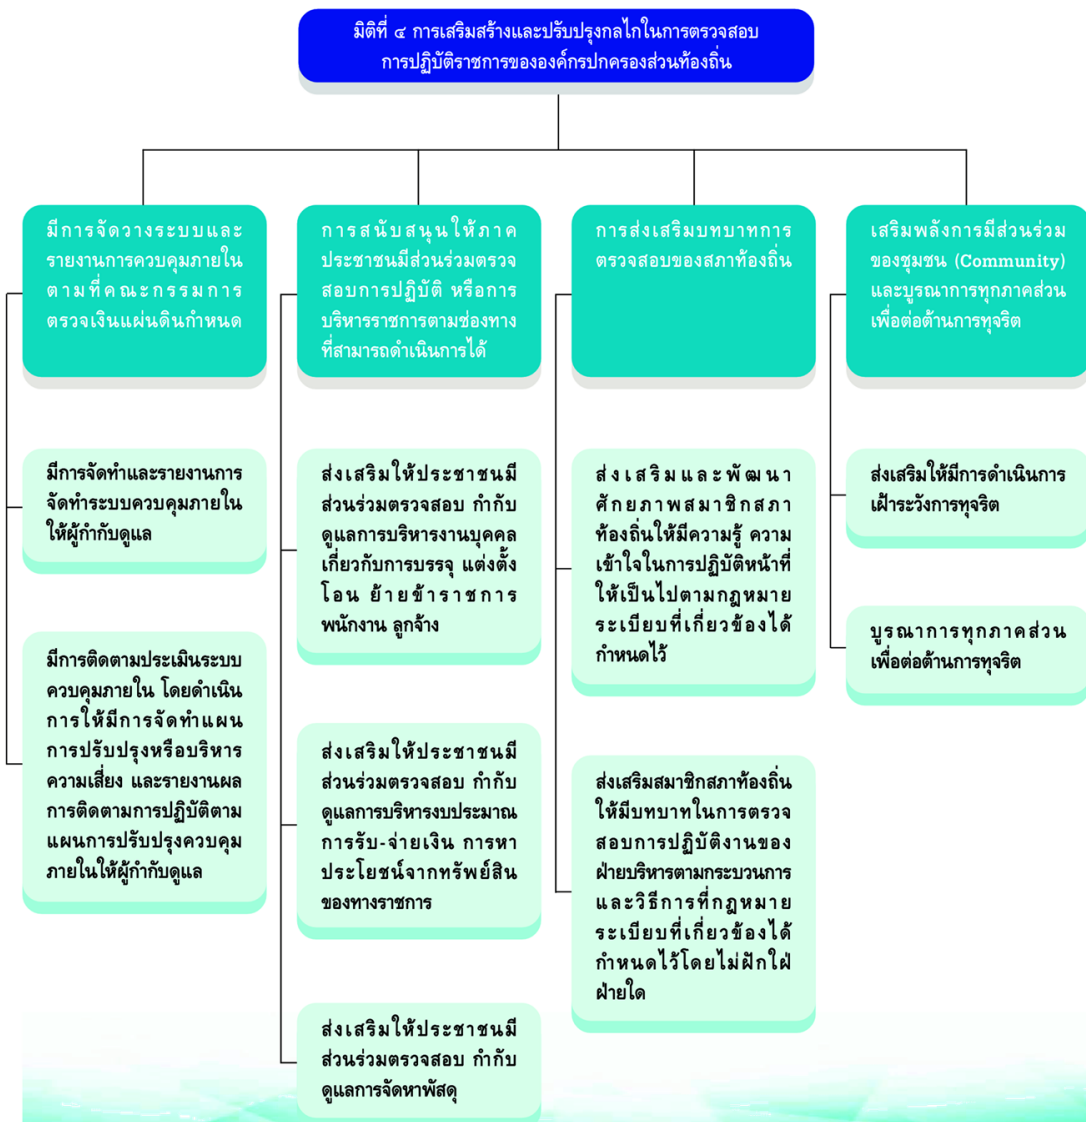 มิติที่ ๔ การเสริมสร้างและปรับปรุงกลไกในการตรวจสอบ
การปฏิบัติราชการขององค์กรปกครองส่วนท้องถิ่น
มีการจัดวางระบบและ
รายงานการควบคุมภายใน
ตามที่คณะกรรมการ
ตรวจเงินแผ่นดินกำหนด
มีการจัดทำและรายงานการ
จัดทำระบบควบคุมภายใน
ให้ผู้กำกับดูแล
มีการติดตามประเมินระบบ
ควบคุมภายใน โดยดำเนิน
การให้มีการจัดทำแผน
การปรับปรุงหรือบริหาร
ความเสี่ยง และรายงานผล
การติดตามการปฏิบัติตาม
แผนการปรับปรุงควบคุม
ภายในให้ผู้กำกับดูแล
การสนับสนุนให้ภาค
ประชาชนมีส่วนร่วมตรวจ
สอบการปฏิบัติ หรือการ
บริหารราชการตามช่องทาง
ที่สามารถดำเนินการได้
ส่งเสริมให้ประชาชนมี
ส่วนร่วมตรวจสอบ กำกับ
ดูแลการบริหารงานบุคคล
เกี่ยวกับการบรรจุ แต่งตั้ง
โอน ย้ายข้าราชการ
พนักงาน ลูกจ้าง
ส่งเสริมให้ประชาชนมี
ส่วนร่วมตรวจสอบ กำกับ
ดูแลการบริหารงบประมาณ
การรับ-จ่ายเงิน การหา
ประโยชน์จากทรัพย์สิน
ของทางราชการ
ส่งเสริมให้ประชาชนมี
ส่วนร่วมตรวจสอบ กำกับ
ดูแลการจัดหาพัสดุ
การส่งเสริมบทบาทการ
ตรวจสอบของสภาท้องถิ่น
ส่งเสริมและพัฒนา
ศักยภาพสมาชิกสภา
ท้องถิ่นให้มีความรู้ ความ
เข้าใจในการปฏิบัติหน้าที่
ให้เป็นไปตามกฎหมาย
ระเบียบที่เกี่ยวข้องได้
กำหนดไว้
ส่งเสริมสมาชิกสภาท้องถิ่น
ให้มีบทบาทในการตรวจ
สอบการปฏิบัติงานของ
ฝ่ายบริหารตามกระบวนการ
และวิธีการที่กฎหมาย
ระเบียบที่เกี่ยวข้องได้
กำหนดไว้โดยไม่ฝักใฝ่
ฝ่ายใด
เสริมพลังการมีส่วนร่วม
ของชุมชน (Community)
และบูรณาการทุกภาคส่วน
เพื่อต่อต้านการทุจริต
ส่งเสริมให้มีการดำเนินการ
เฝ้าระวังการทุจริต
บูรณาการทุกภาคส่วน
เพื่อต่อต้านการทุจริต